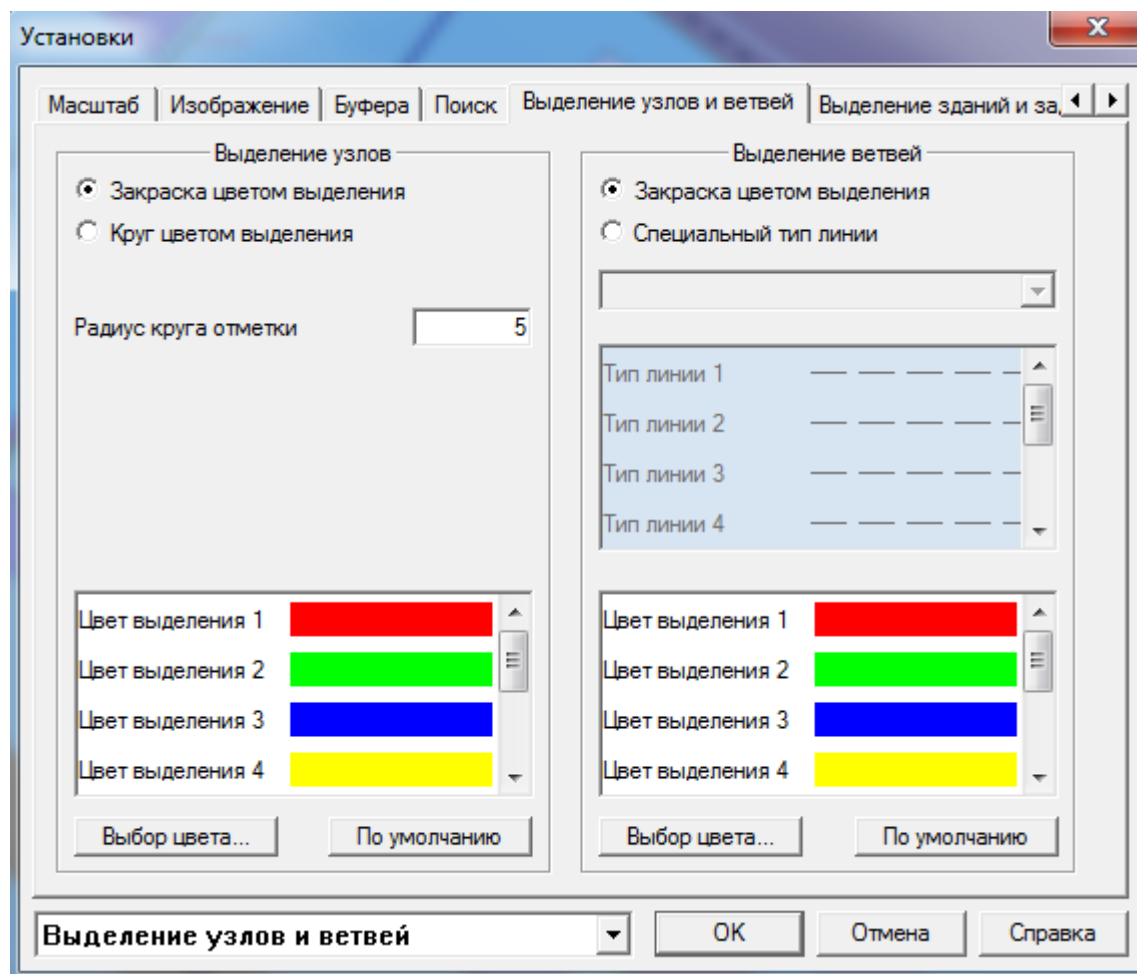 Установки
Масштаб Изображение Буфера Поиск Выделение узлов и ветвей Выделение зданий и за
Выделение узлов
Закраска цветом выделения
Круг цветом выделения
Радиус круга отметки 5
Цвет выделения 1
Цвет выделения 2
Цвет выделения 3
Цвет выделения 4
Выбор цвета... По умолчанию
Выделение ветвей
Закраска цветом выделения
Специальный тип линии
Тип линии 1
Тип линии 2
Тип линии 3
Тип линии 4
Цвет выделения 1
Цвет выделения 2
Цвет выделения 3
Цвет выделения 4
Выбор цвета... По умолчанию
Выделение узлов и ветвей OK Отмена Справка